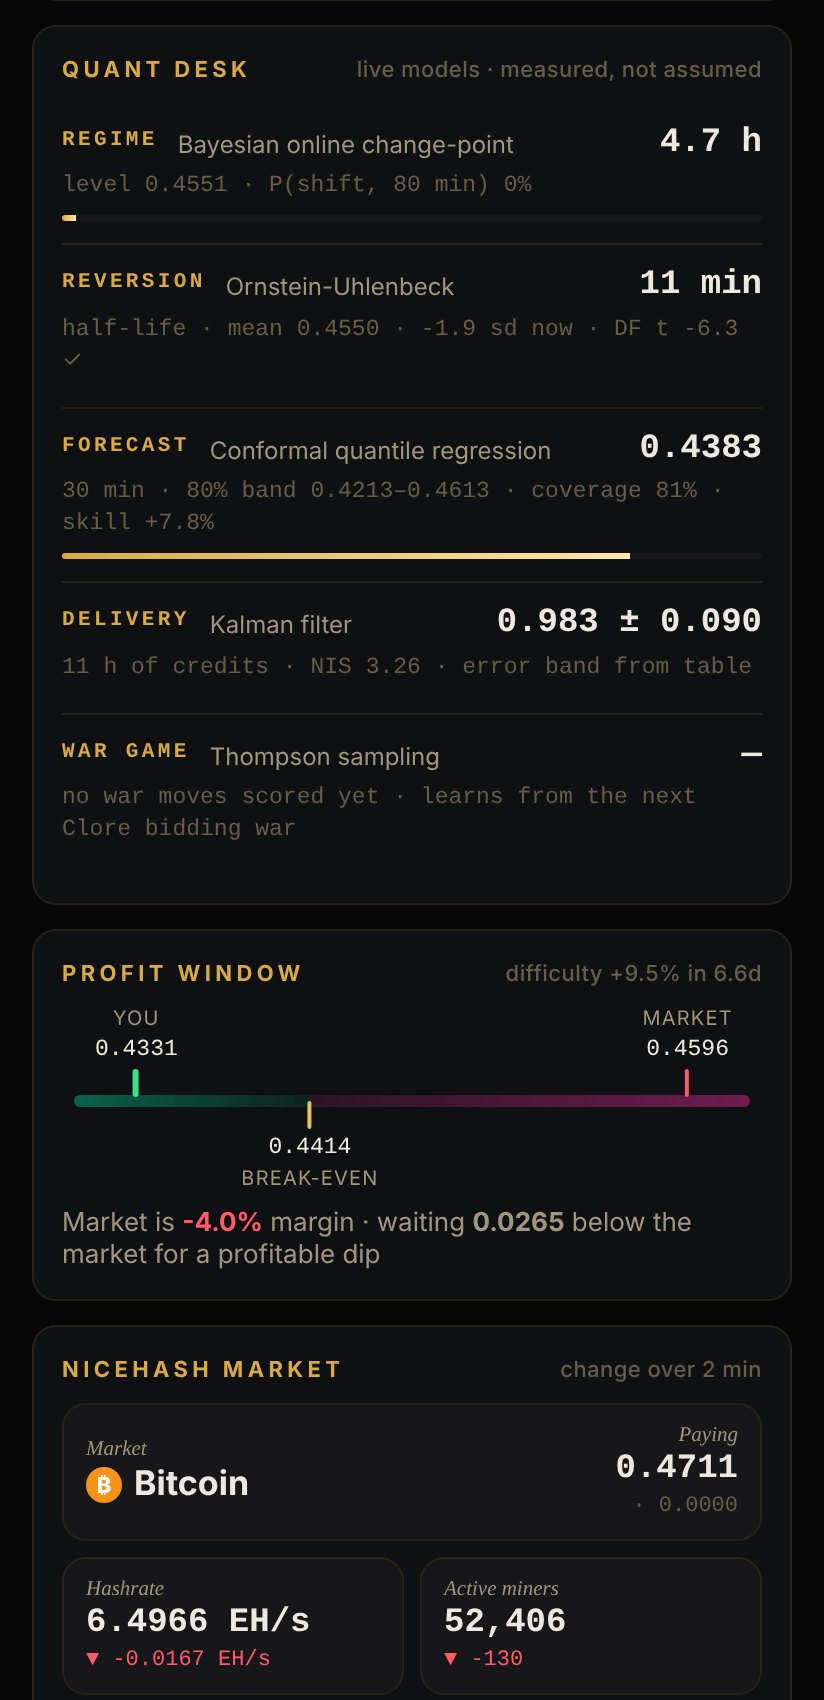 QUANT DESK live models · measured, not assumed
REGIME Bayesian online change-point 4.7 h
level 0.4551 · P(shift, 80 min) 0%
REVERSION Ornstein-Uhlenbeck 11 min
half-life · mean 0.4550 · -1.9 sd now · DF t -6.3
✓
FORECAST Conformal quantile regression 0.4383
30 min · 80% band 0.4213–0.4613 · coverage 81% ·
skill +7.8%
DELIVERY Kalman filter 0.983 ± 0.090
11 h of credits · NIS 3.26 · error band from table
WAR GAME Thompson sampling —
no war moves scored yet · learns from the next
Clore bidding war
PROFIT WINDOW difficulty +9.5% in 6.6d
YOU MARKET
0.4331 0.4596
0.4414
BREAK-EVEN
Market is -4.0% margin · waiting 0.0265 below the
market for a profitable dip
NICEHASH MARKET change over 2 min
Market Paying
Bitcoin 0.4711
· 0.0000
Hashrate Active miners
6.4966 EH/s 52,406
▼ -0.0167 EH/s ▼ -130